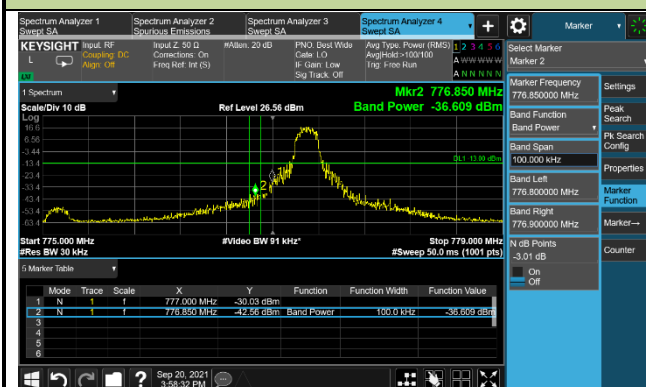 Spectrum Analyzer 1
Swept SA
Spectrum Analyzer 2
Spurious Emissions
Spectrum Analyzer 3
Swept SA
Spectrum Analyzer 4
Swept SA
+
Marker
KEYSIGHT
L
Input: RF
Coupling: DC
Align: Off
Input Z: 50 Ω
Corrections: On
Freq Ref: Int (S)
#Atten: 20 dB
PNO: Best Wide
Gate: LO
IF Gain: Low
Sig Track: Off
Avg Type: Power (RMS)
Avg|Hold:>100/100
Trig: Free Run
1 2 3 4 5 6
A W W W W W
A N N N N N
LU
Select Marker
Marker 2
1 Spectrum
Mkr2 776.850 MHz
Scale/Div 10 dB
Ref Level 26.56 dBm
Band Power -36.609 dBm
Log
16.6
6.56
-3.44
-13.4
-23.4
-33.4
-43.4
-53.4
DL1 -13.00 dBm
1
2
Start 775.000 MHz
#Video BW 91 kHz*
Stop 779.000 MHz
#Res BW 30 kHz
#Sweep 50.0 ms (1001 pts)
5 Marker Table
Mode Trace Scale X Y Function Function Width Function Value
1 N 1 f 777.000 MHz -30.03 dBm
2 N 1 f 776.850 MHz -42.56 dBm Band Power 100.0 kHz -36.609 dBm
3
4
5
6
Marker Frequency
776.850000 MHz
Band Function
Band Power
Band Span
100.000 kHz
Band Left
776.800000 MHz
Band Right
776.900000 MHz
N dB Points
-3.01 dB
On
Off
Settings
Peak
Search
Pk Search
Config
Properties
Marker
Function
Marker→
Counter
?
Sep 20, 2021
3:58:32 PM